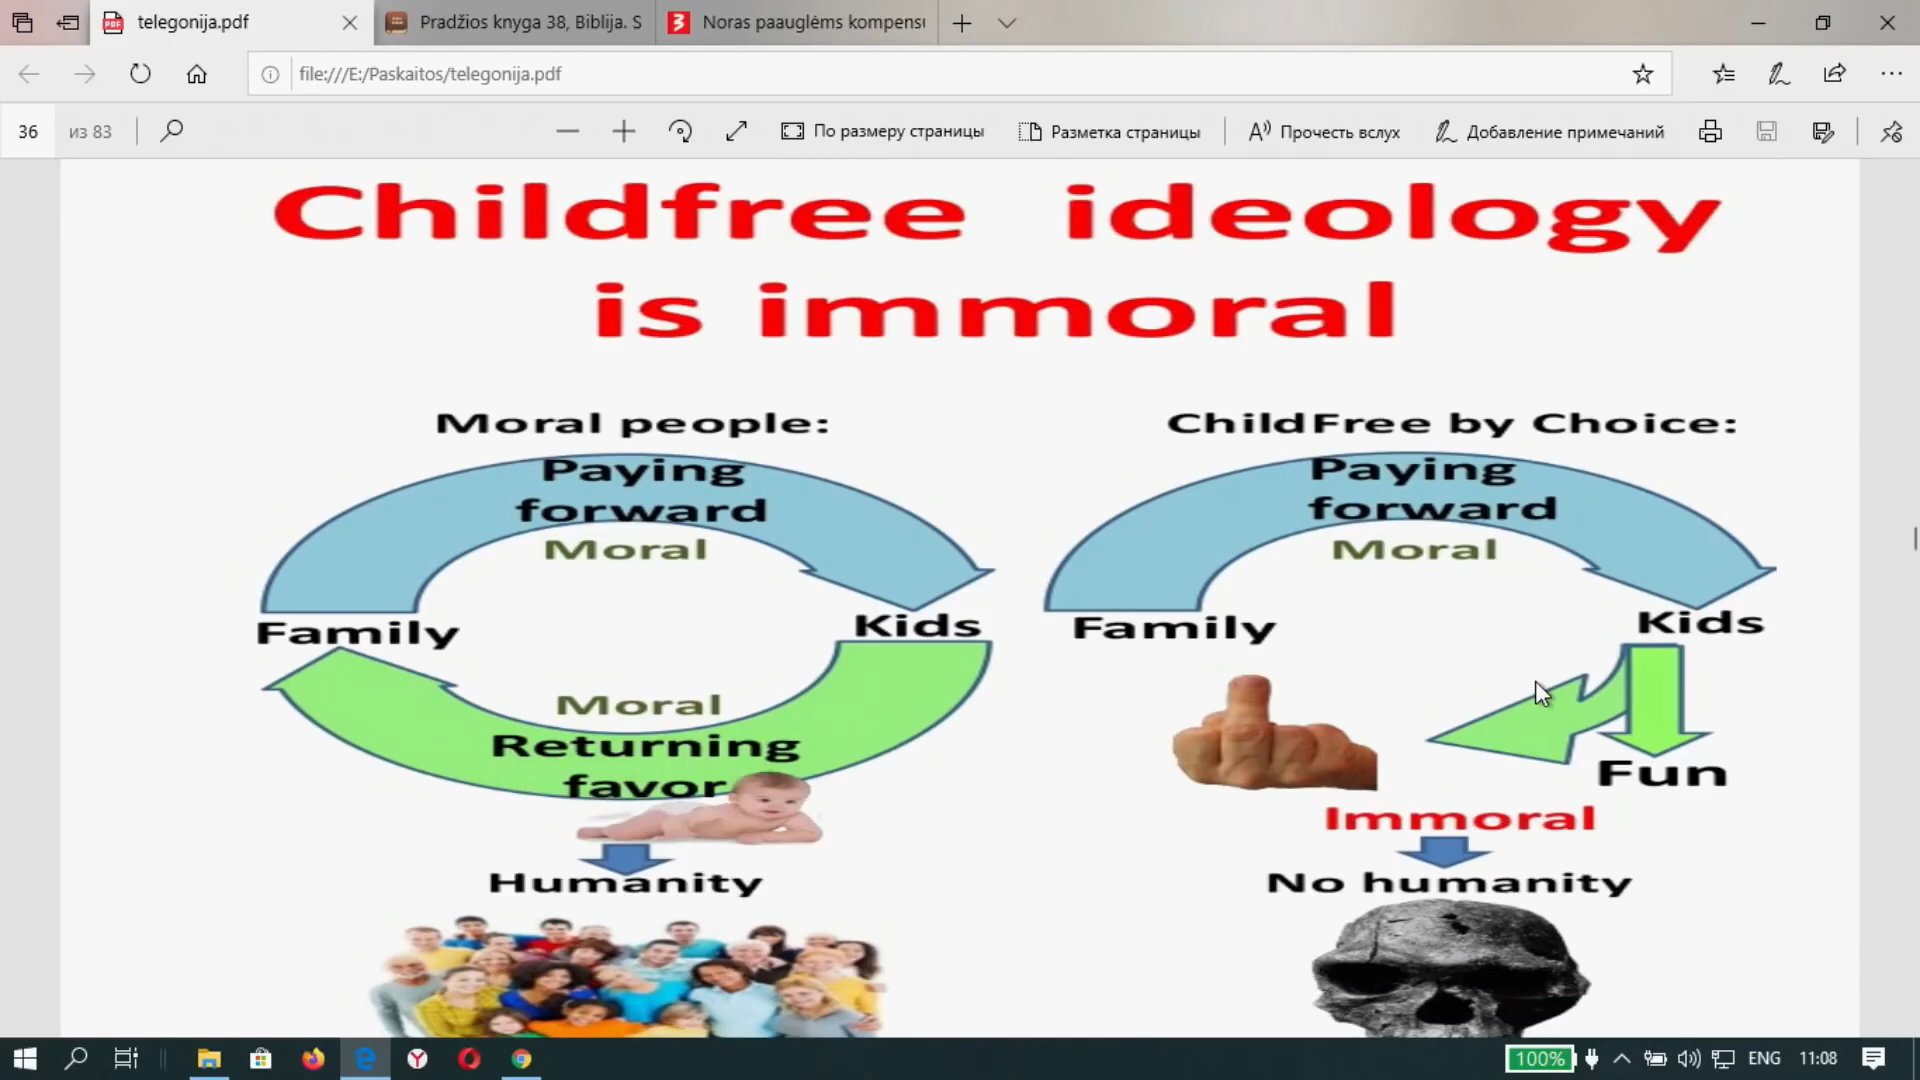 telegonija.pdf
Pradžios knyga 38, Biblija. S
Noras paauglėms kompensu
file:///E:/Paskaitos/telegonija.pdf
36 из 83
По размеру страницы
Разметка страницы
Прочесть вслух
Добавление примечаний
Childfree ideology
is immoral
Moral people:
Paying
forward
Moral
Family
Kids
Moral
Returning
favor
Humanity
ChildFree by Choice:
Paying
forward
Moral
Family
Kids
Fun
Immoral
No humanity
100%
ENG
11:08